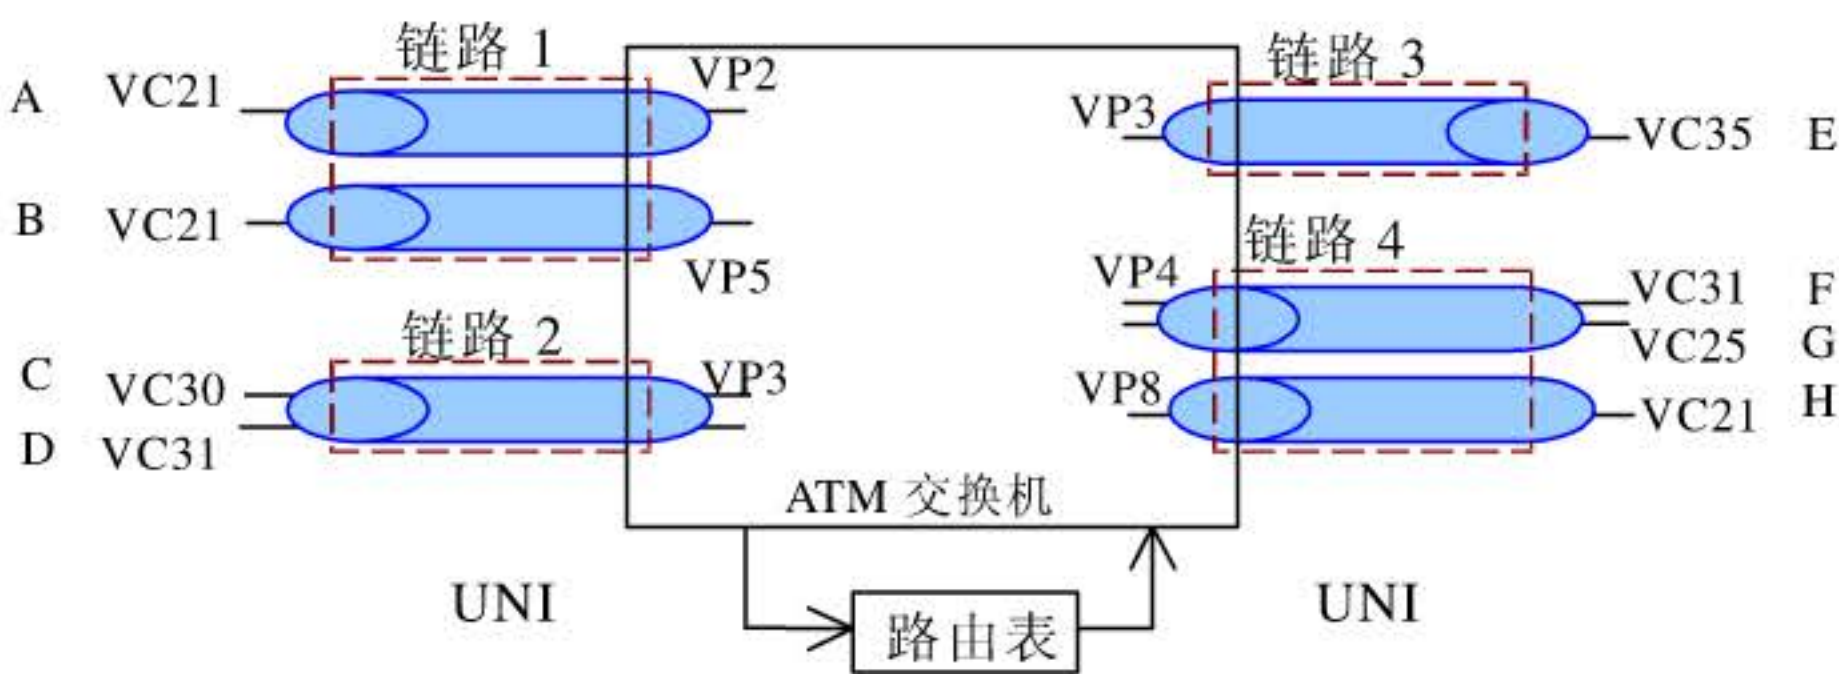 链路 1
A
VC21
VP2
B
VC21
VP5
链路 2
C
VC30
VP3
D
VC31
链路 3
VP3
VC35
E
链路 4
VP4
VC31
F
VC25
G
VP8
VC21
H
ATM 交换机
UNI
路由表
UNI